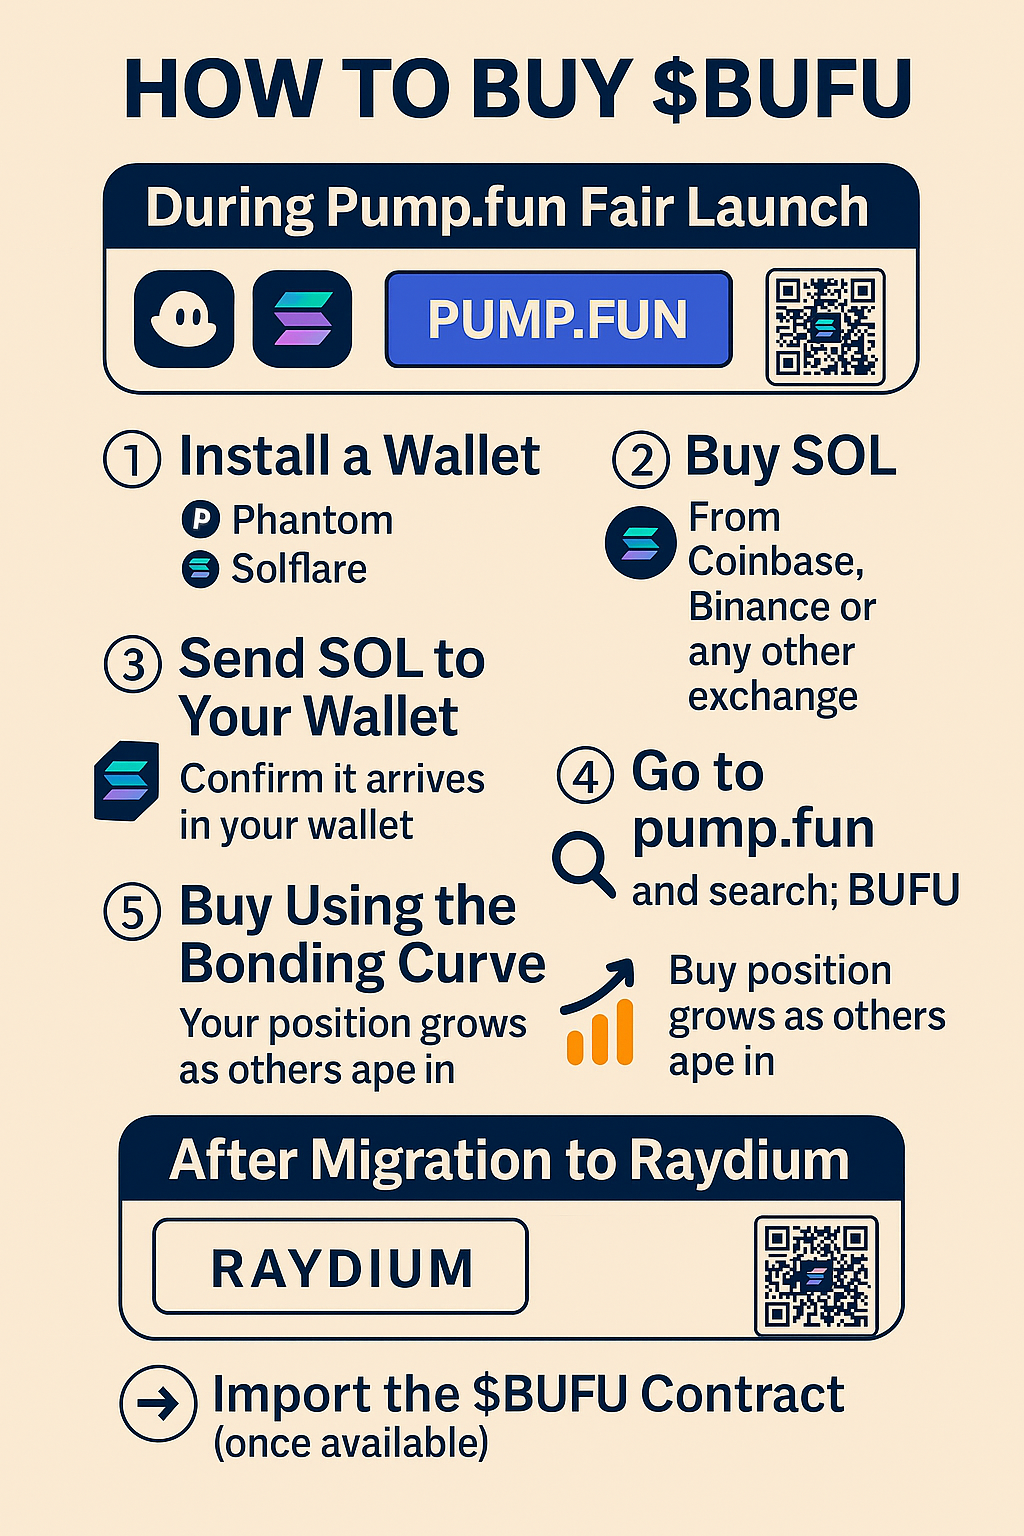 HOW TO BUY $BUFU
During Pump.fun Fair Launch
PUMP.FUN
1 Install a Wallet
P Phantom
Solflare
2 Buy SOL
From
Coinbase,
Binance or
any other
exchange
3 Send SOL to
Your Wallet
Confirm it arrives
in your wallet
4 Go to
pump.fun
and search; BUFU
5 Buy Using the
Bonding Curve
Your position grows
as others ape in
Buy position
grows as others
ape in
After Migration to Raydium
RAYDIUM
Import the $BUFU Contract
(once available)